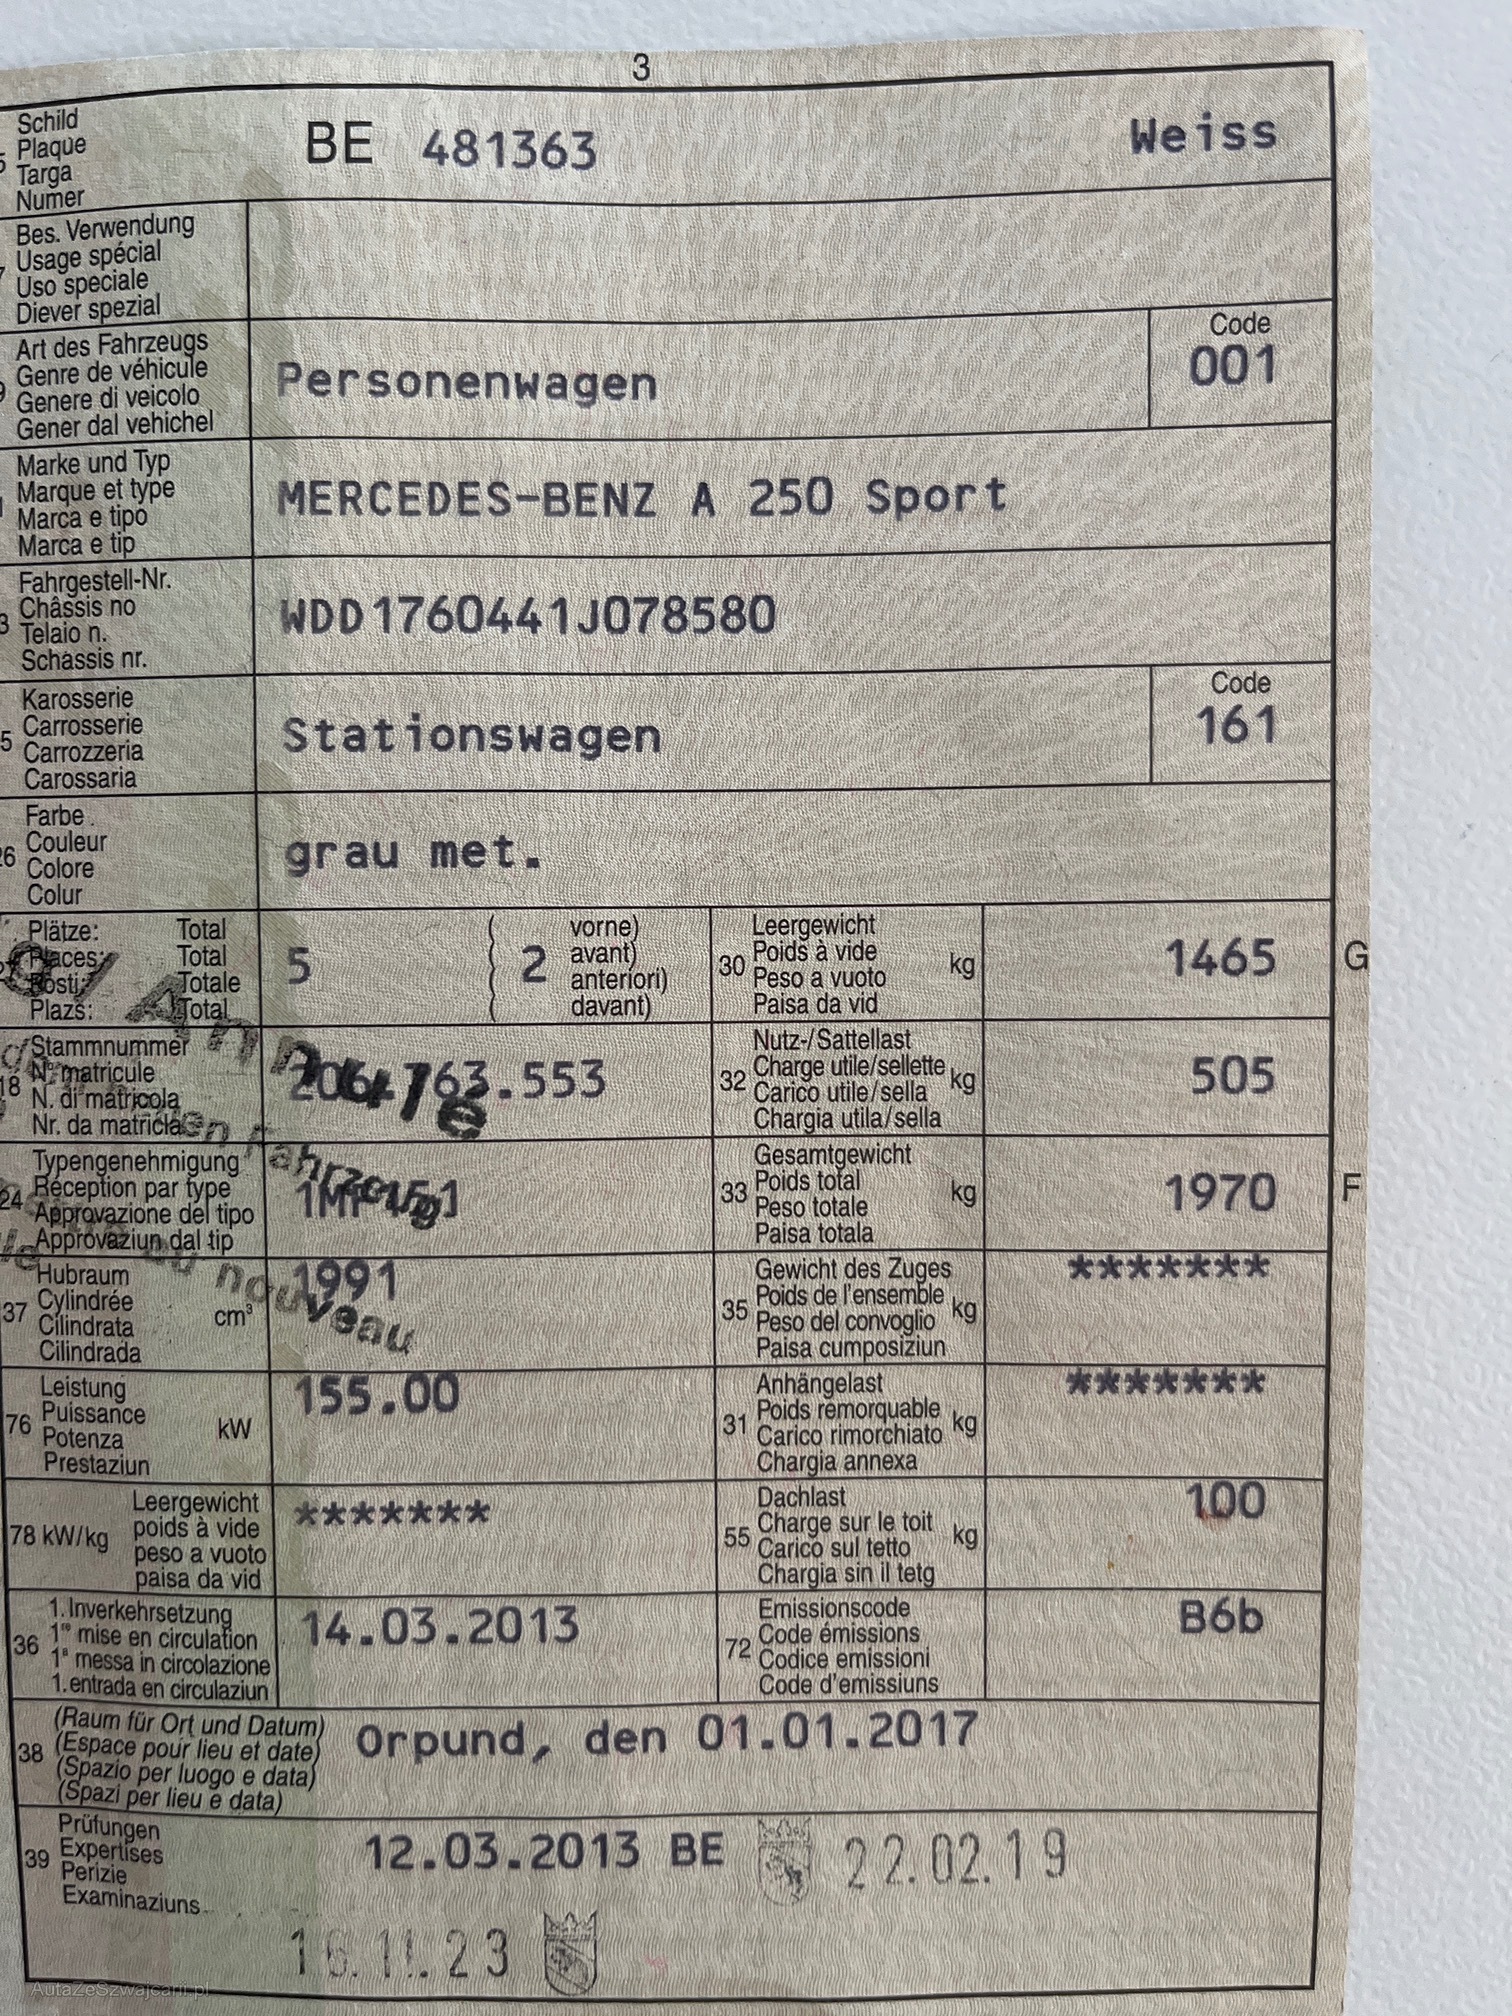 3
Schild
Plaque
Targa
Numer
BE 481363 Weiss
Bes. Verwendung
Usage spécial
Uso speciale
Diever spezial
Art des Fahrzeugs
Genre de véhicule
Genere di veicolo
Gener dal vehichel
Personenwagen
Code
001
Marke und Typ
Marque et type
Marca e tipo
Marca e tip
MERCEDES-BENZ A 250 Sport
Fahrgestell-Nr.
Châssis no
Telaio n.
Schassis nr.
WDD1760441J078580
Karosserie
Carrosserie
Carrozzeria
Carossaria
Stationswagen
Code
161
26
Farbe
Couleur
Colore
Colur
grau met.
Plätze: Total
Places: Total
Posti: Totale
Plazs: Total
5 ( 2
vorne)
avant)
anteriori)
davant)
30
Leergewicht
Poids à vide
Peso a vuoto
Paisa da vid
kg
1465
G
18
Stammnummer
N° matricule
N. di matricola
Nr. da matricla
.763.553
32
Nutz-/Sattellast
Charge utile/sellette
Carico utile/sella
Chargia utila/sella
kg
505
24
Typengenehmigung
Réception par type
Approvazione del tipo
Approvaziun dal tip
33
Gesamtgewicht
Poids total
Peso totale
Paisa totala
kg
1970
F
Annulé
Fahrzeug
nouveau
37
Hubraum
Cylindrée
Cilindrata
Cilindrada
cm³
1991
35
Gewicht des Zuges
Poids de l'ensemble
Peso del convoglio
Paisa cumposiziun
kg
*******
76
Leistung
Puissance
Potenza
Prestaziun
kW
155.00
31
Anhängelast
Poids remorquable
Carico rimorchiato
Chargia annexa
kg
*******
78 kW/kg
Leergewicht
poids à vide
peso a vuoto
paisa da vid
*******
55
Dachlast
Charge sur le toit
Carico sul tetto
Chargia sin il tetg
kg
100
36
1. Inverkehrsetzung
1re mise en circulation
1a messa in circolazione
1. entrada en circulaziun
14.03.2013
72
Emissionscode
Code émissions
Codice emissioni
Code d'emissiuns
B6b
38
(Raum für Ort und Datum)
(Espace pour lieu et date)
(Spazio per luogo e data)
(Spazi per lieu e data)
Orpund, den 01.01.2017
39
Prüfungen
Expertises
Perizie
Examinaziuns
12.03.2013 BE 22.02.19
.11.23
AutaZeSzwajcarii.pl